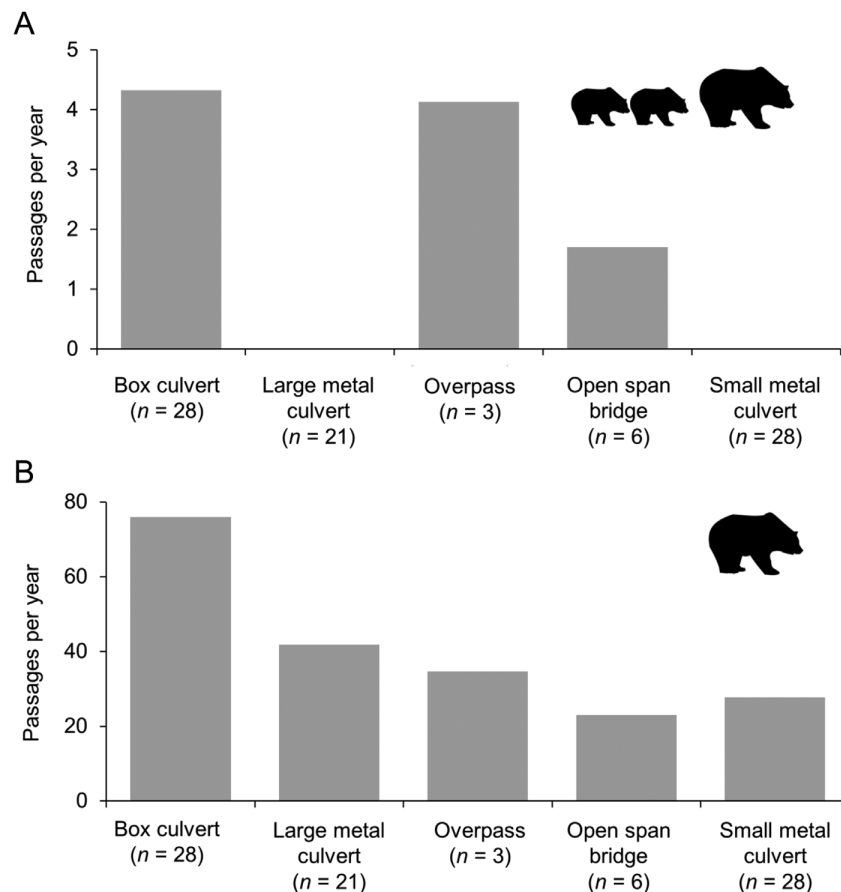 A
5
4
3
2
1
0
Passages per year
Box culvert
(n = 28)
Large metal
culvert
(n = 21)
Overpass
(n = 3)
Open span
bridge
(n = 6)
Small metal
culvert
(n = 28)
B
80
60
40
20
0
Passages per year
Box culvert
(n = 28)
Large metal
culvert
(n = 21)
Overpass
(n = 3)
Open span
bridge
(n = 6)
Small metal
culvert
(n = 28)